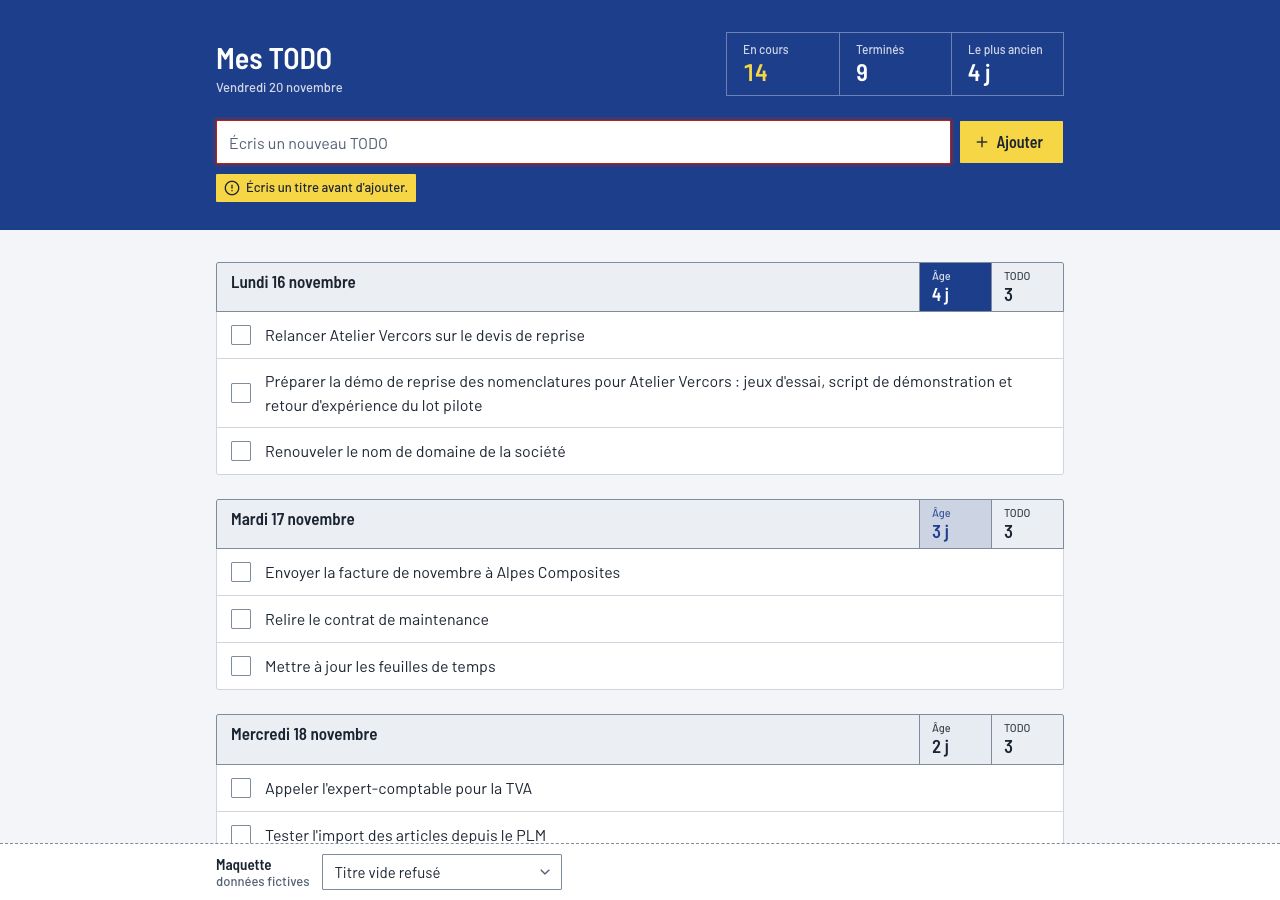 Mes TODO
Vendredi 20 novembre
En cours
14
Terminés
9
Le plus ancien
4 j
Écris un nouveau TODO
Ajouter
Écris un titre avant d'ajouter.
Lundi 16 novembre
Âge
4 j
TODO
3
Relancer Atelier Vercors sur le devis de reprise
Préparer la démo de reprise des nomenclatures pour Atelier Vercors : jeux d'essai, script de démonstration et
retour d'expérience du lot pilote
Renouveler le nom de domaine de la société
Mardi 17 novembre
Âge
3 j
TODO
3
Envoyer la facture de novembre à Alpes Composites
Relire le contrat de maintenance
Mettre à jour les feuilles de temps
Mercredi 18 novembre
Âge
2 j
TODO
3
Appeler l'expert-comptable pour la TVA
Tester l'import des articles depuis le PLM
Maquette
données fictives
Titre vide refusé